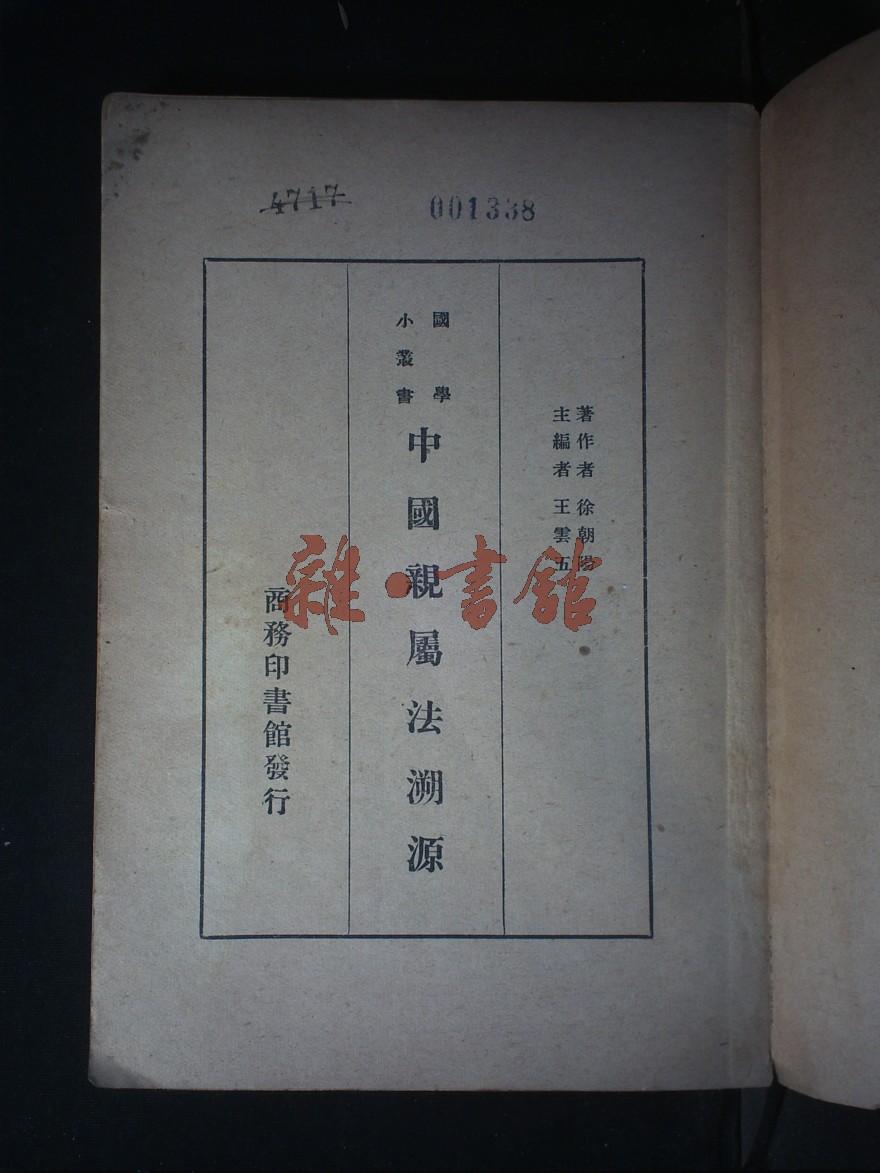 4717
001338
著作者 徐朝陽
主編者 王雲五
國學
小叢書
中國親屬法溯源
商務印書館發行
雜·書館